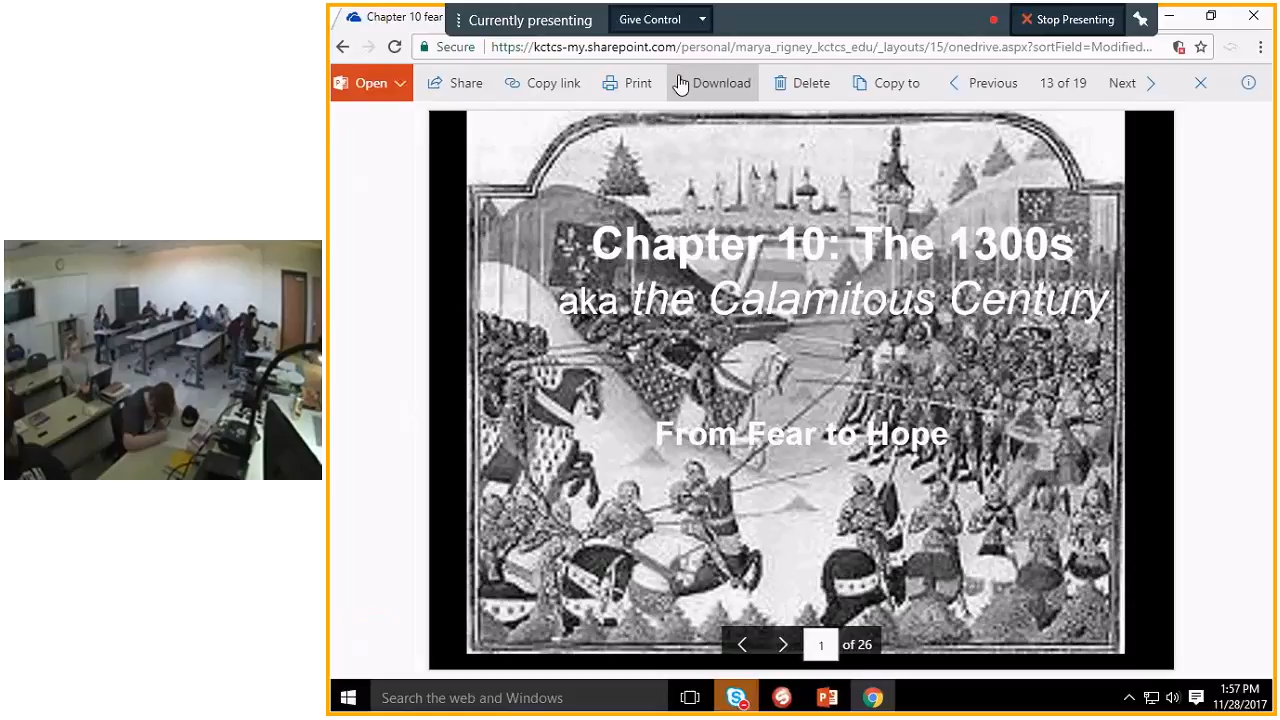 Chapter 10 fear
Currently presenting
Give Control
Stop Presenting
Secure
https://kctcs-my.sharepoint.com/personal/marya_rigney_kctcs_edu/_layouts/15/onedrive.aspx?sortField=Modified...
Open
Share
Copy link
Print
Download
Delete
Copy to
Previous
13 of 19
Next
Chapter 10: The 1300s
aka the Calamitous Century
From Fear to Hope
1 of 26
Search the web and Windows
1:57 PM
11/28/2017